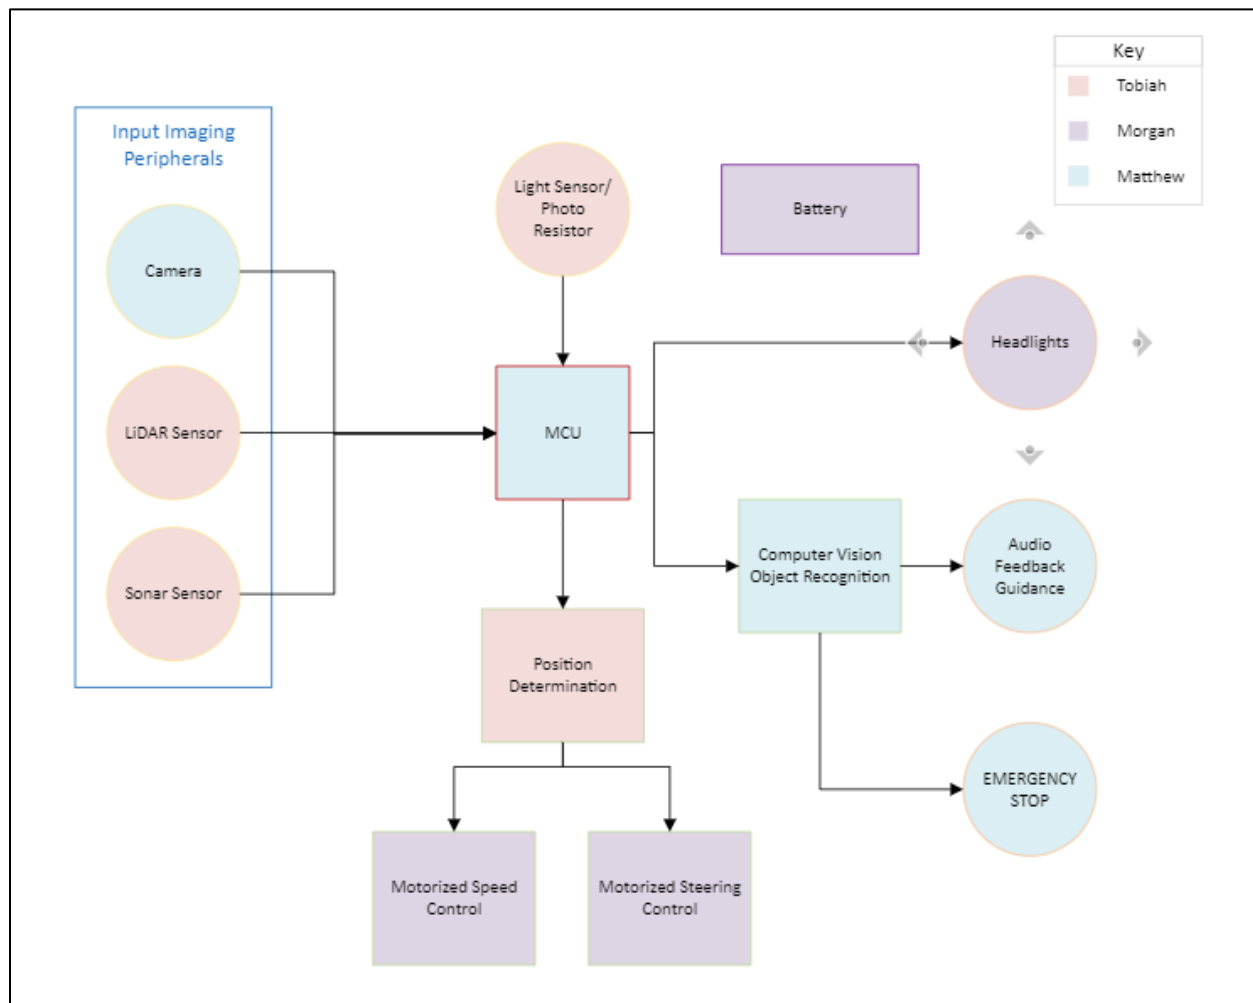 Key
Tobiah
Morgan
Matthew
Input Imaging
Peripherals
Camera
LiDAR Sensor
Sonar Sensor
Light Sensor/
Photo
Resistor
Battery
Headlights
MCU
Computer Vision
Object Recognition
Audio
Feedback
Guidance
Position
Determination
EMERGENCY
STOP
Motorized Speed
Control
Motorized Steering
Control